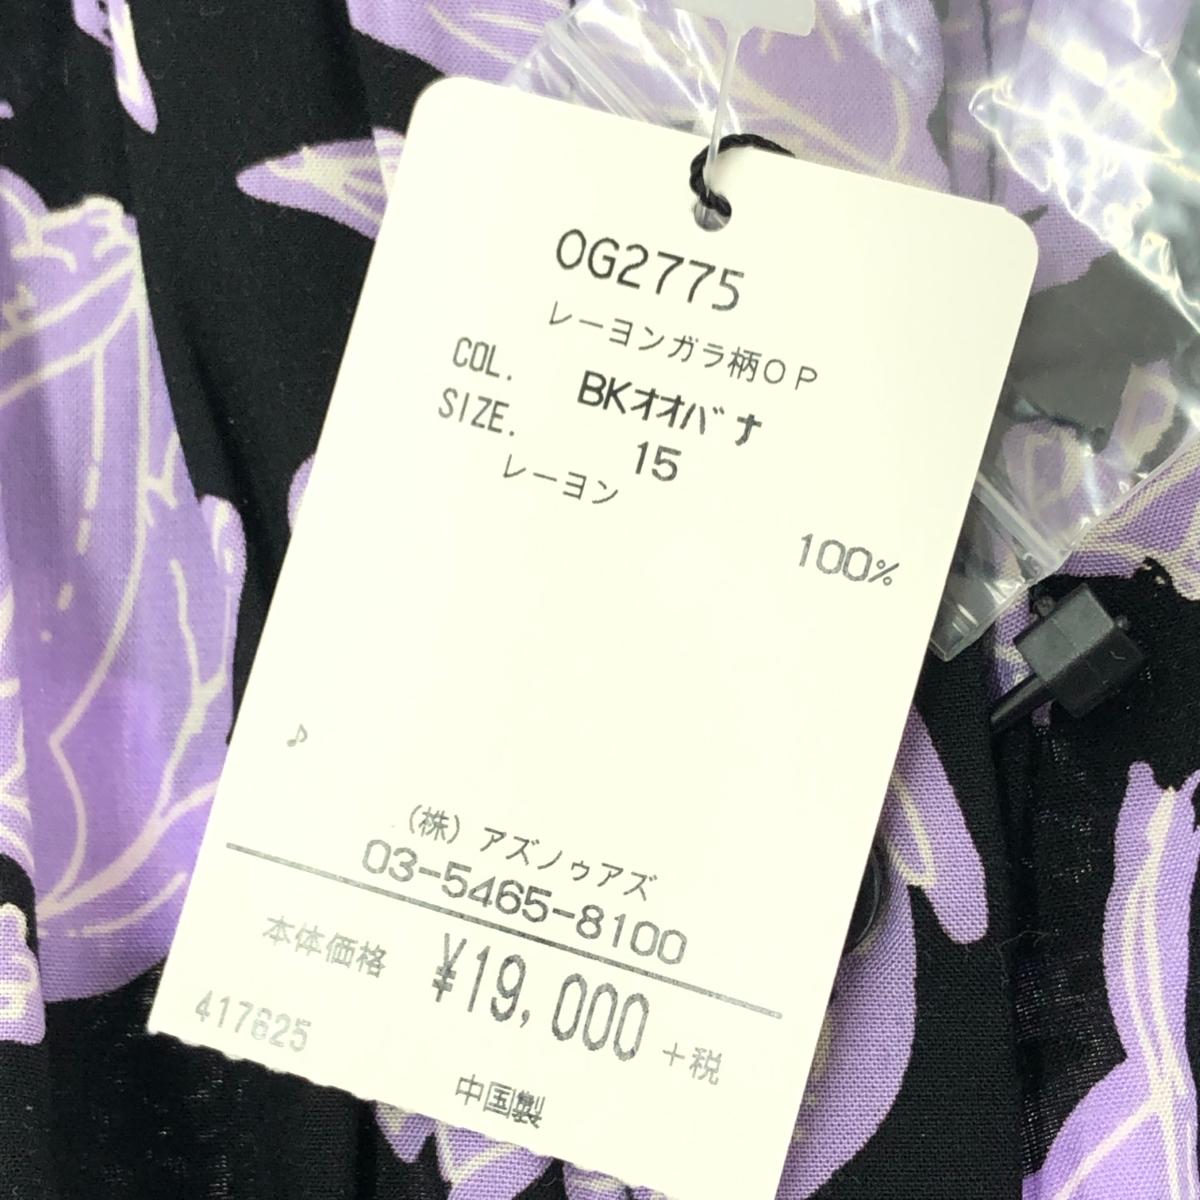 OG2775
レーヨンガラ柄OP
COL. BKオオバナ
SIZE. 15
レーヨン
100%
♪
(株) アズノゥアズ
03-5465-8100
本体価格 ¥19,000 +税
417625
中国製